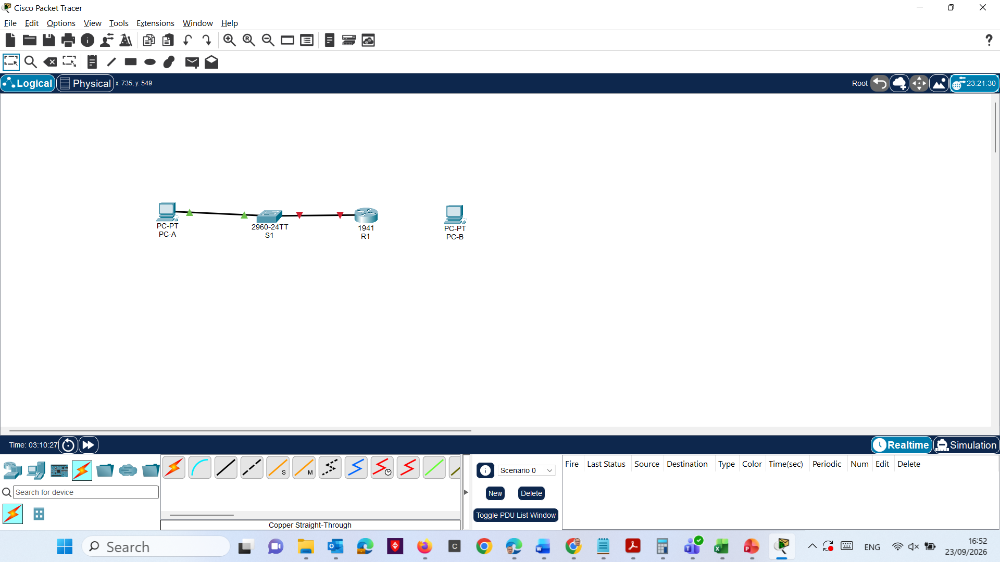 Cisco Packet Tracer
File Edit Options View Tools Extensions Window Help
?
Logical Physical x: 735, y: 549 Root 23:21:30
PC-PT
PC-A
2960-24TT
S1
1941
R1
PC-PT
PC-B
Time: 03:10:27 Realtime Simulation
S M
Search for device
Copper Straight-Through
Scenario 0
New Delete
Toggle PDU List Window
Fire Last Status Source Destination Type Color Time(sec) Periodic Num Edit Delete
Search
ENG
16:52
23/09/2026